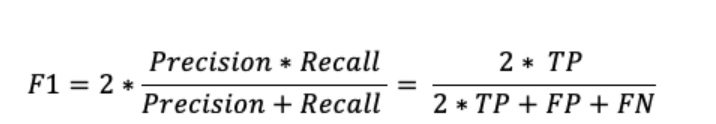 F1 = 2 * Precision * Recall / Precision + Recall = 2 * TP / 2 * TP + FP + FN